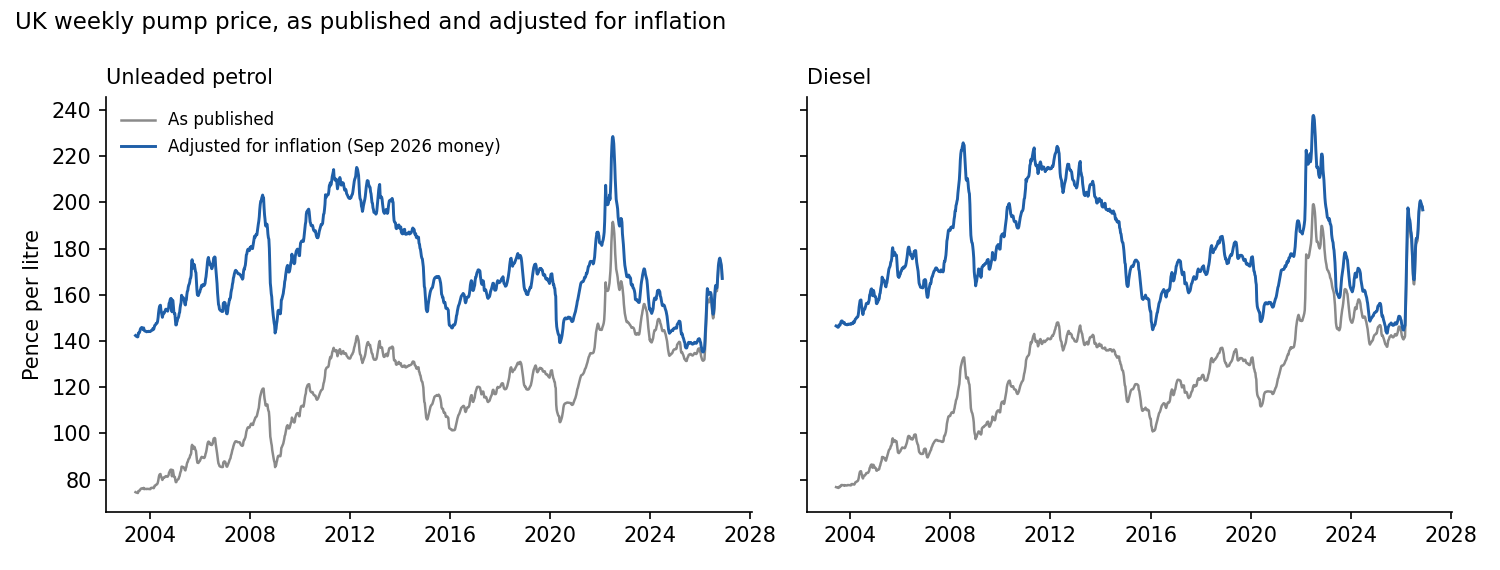 UK weekly pump price, as published and adjusted for inflation
Unleaded petrol
Diesel
As published
Adjusted for inflation (Sep 2026 money)
Pence per litre
240
220
200
180
160
140
120
100
80
2004 2008 2012 2016 2020 2024 2028
2004 2008 2012 2016 2020 2024 2028